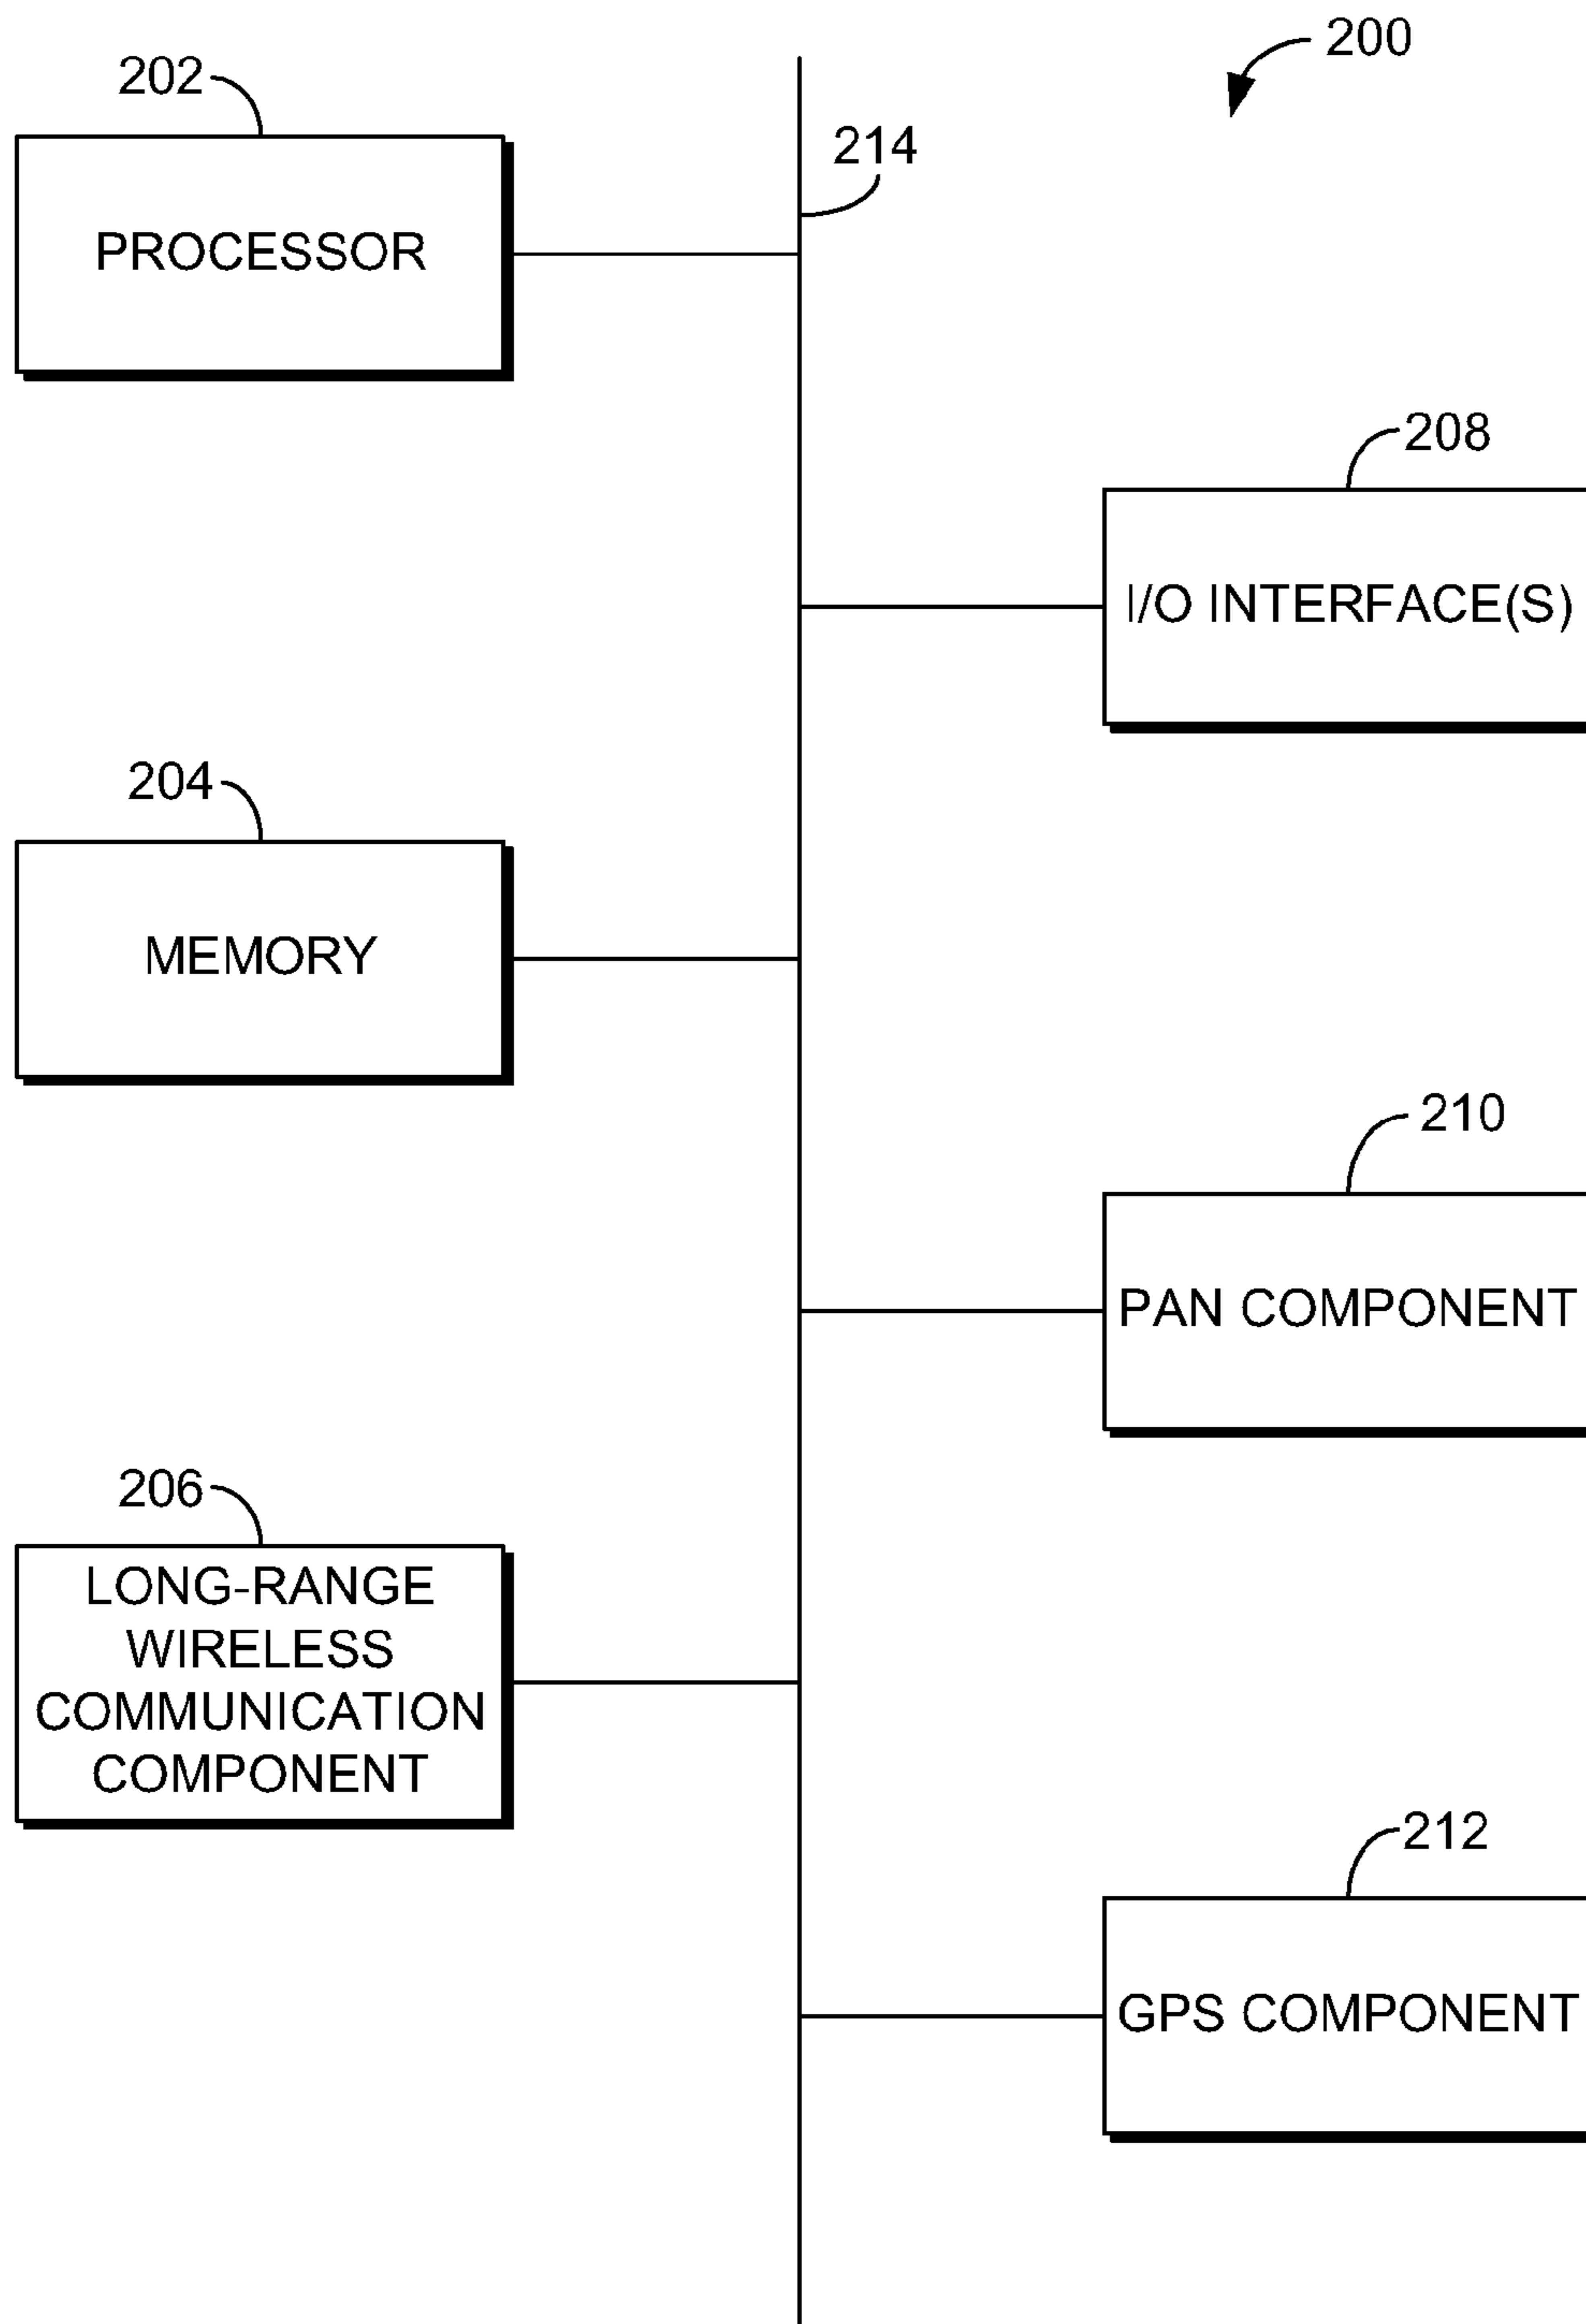 200
202
214
PROCESSOR
208
I/O INTERFACE(S)
204
MEMORY
210
PAN COMPONENT
206
LONG-RANGE
WIRELESS
COMMUNICATION
COMPONENT
212
GPS COMPONENT